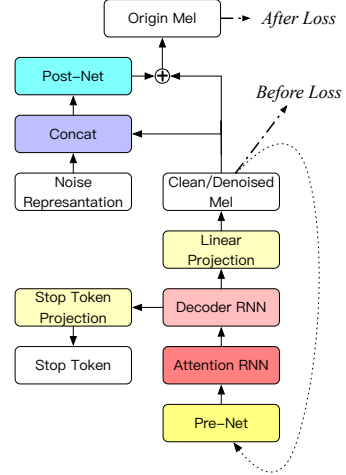 Origin Mel
After Loss
Post-Net
Before Loss
Concat
Noise
Represantation
Clean/Denoised
Mel
Linear
Projection
Stop Token
Projection
Decoder RNN
Stop Token
Attention RNN
Pre-Net